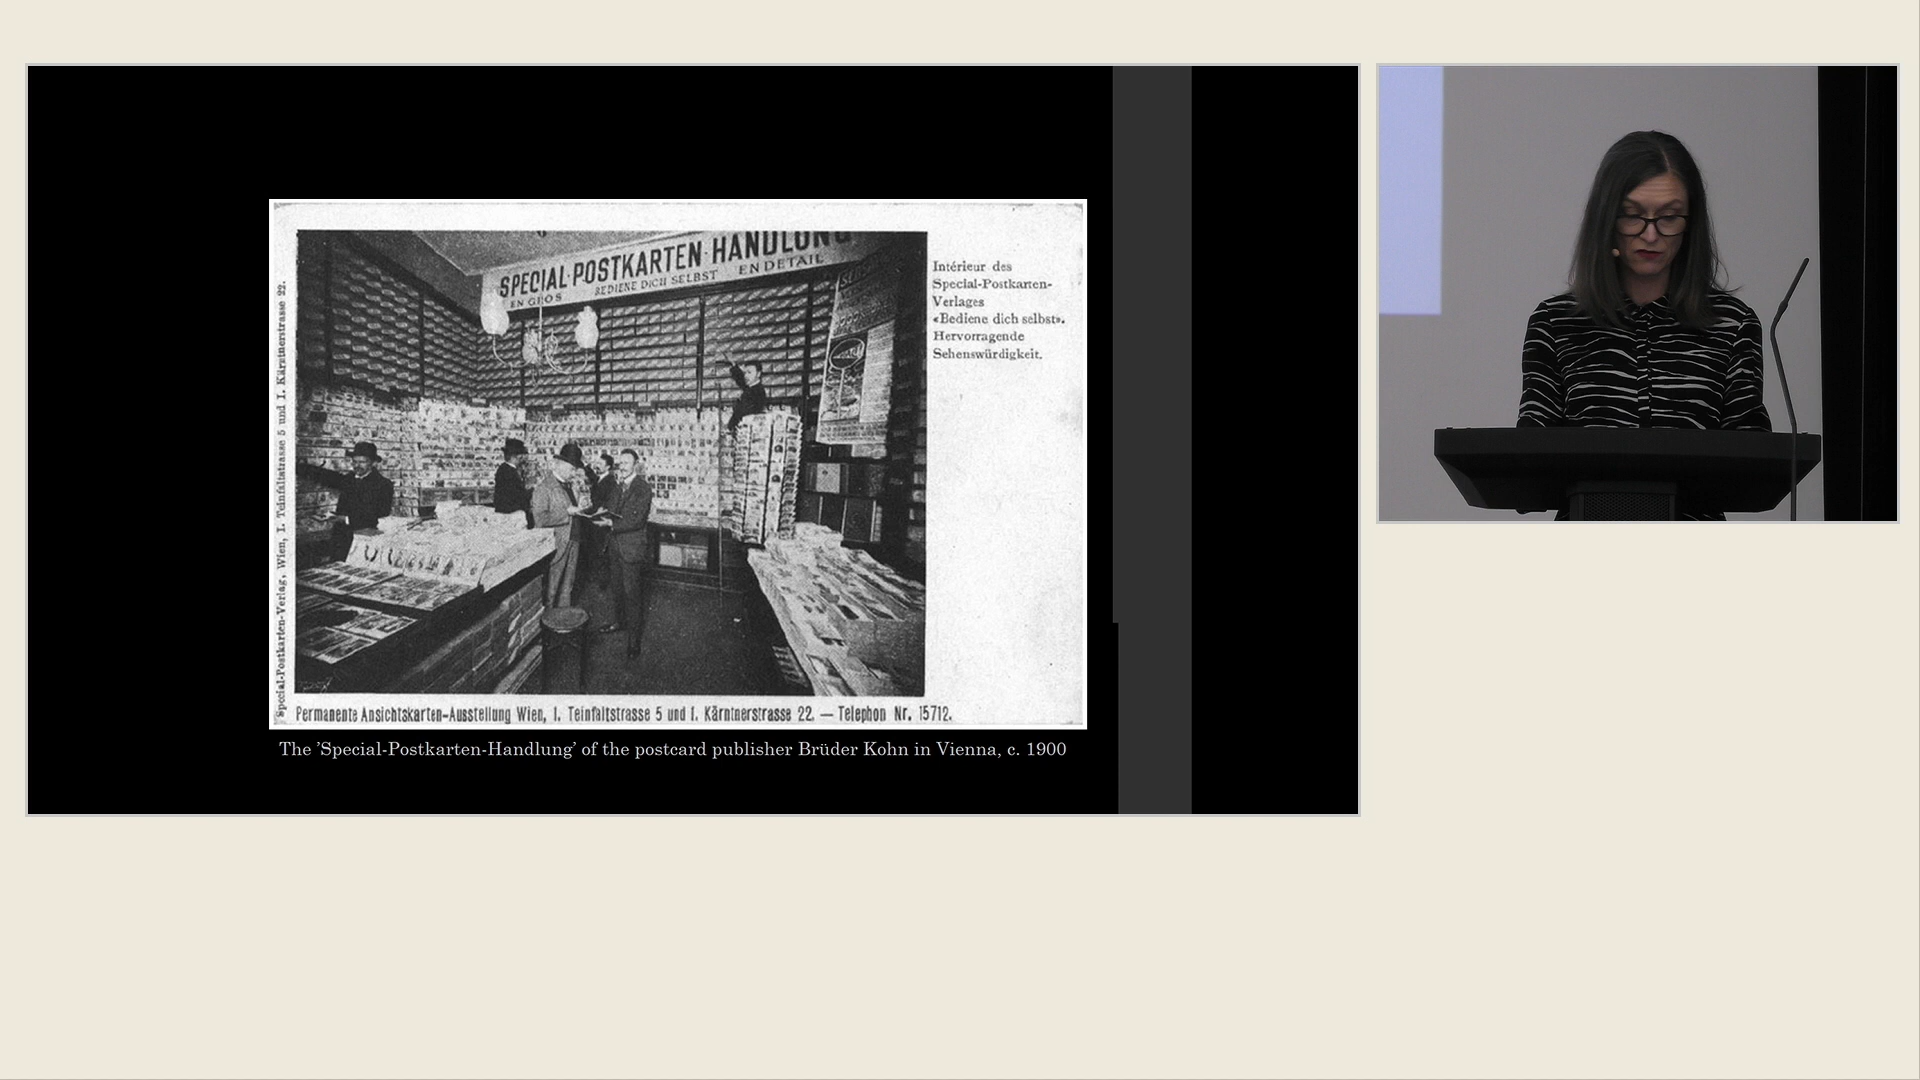 SPECIAL-POSTKARTEN-HANDLUNG
EN GROS BEDIENE DICH SELBST EN DETAIL
Intérieur des
Special-Postkarten-
Verlages
«Bediene dich selbst».
Hervorragende
Sehenswürdigkeit.
Special-Postkarten-Verlag, Wien, I. Teinfaltstrasse 5 und I. Kärntnerstrasse 22.
Permanente Ansichtskarten-Ausstellung Wien, I. Teinfaltstrasse 5 und I. Kärntnerstrasse 22. — Telephon Nr. 15712.
The 'Special-Postkarten-Handlung' of the postcard publisher Brüder Kohn in Vienna, c. 1900